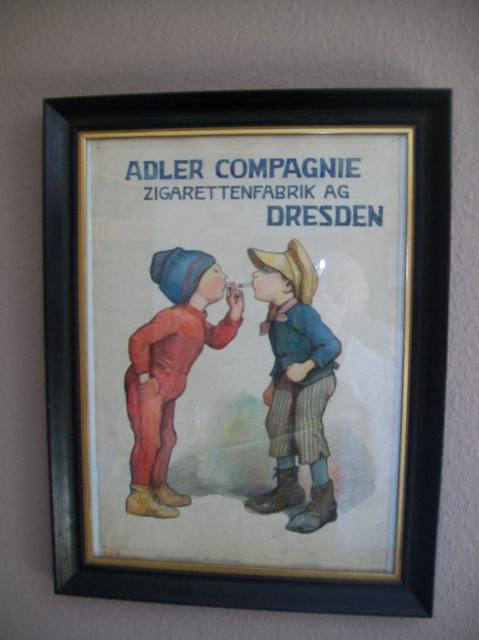 ADLER COMPAGNIE
ZIGARETTENFABRIK AG
DRESDEN